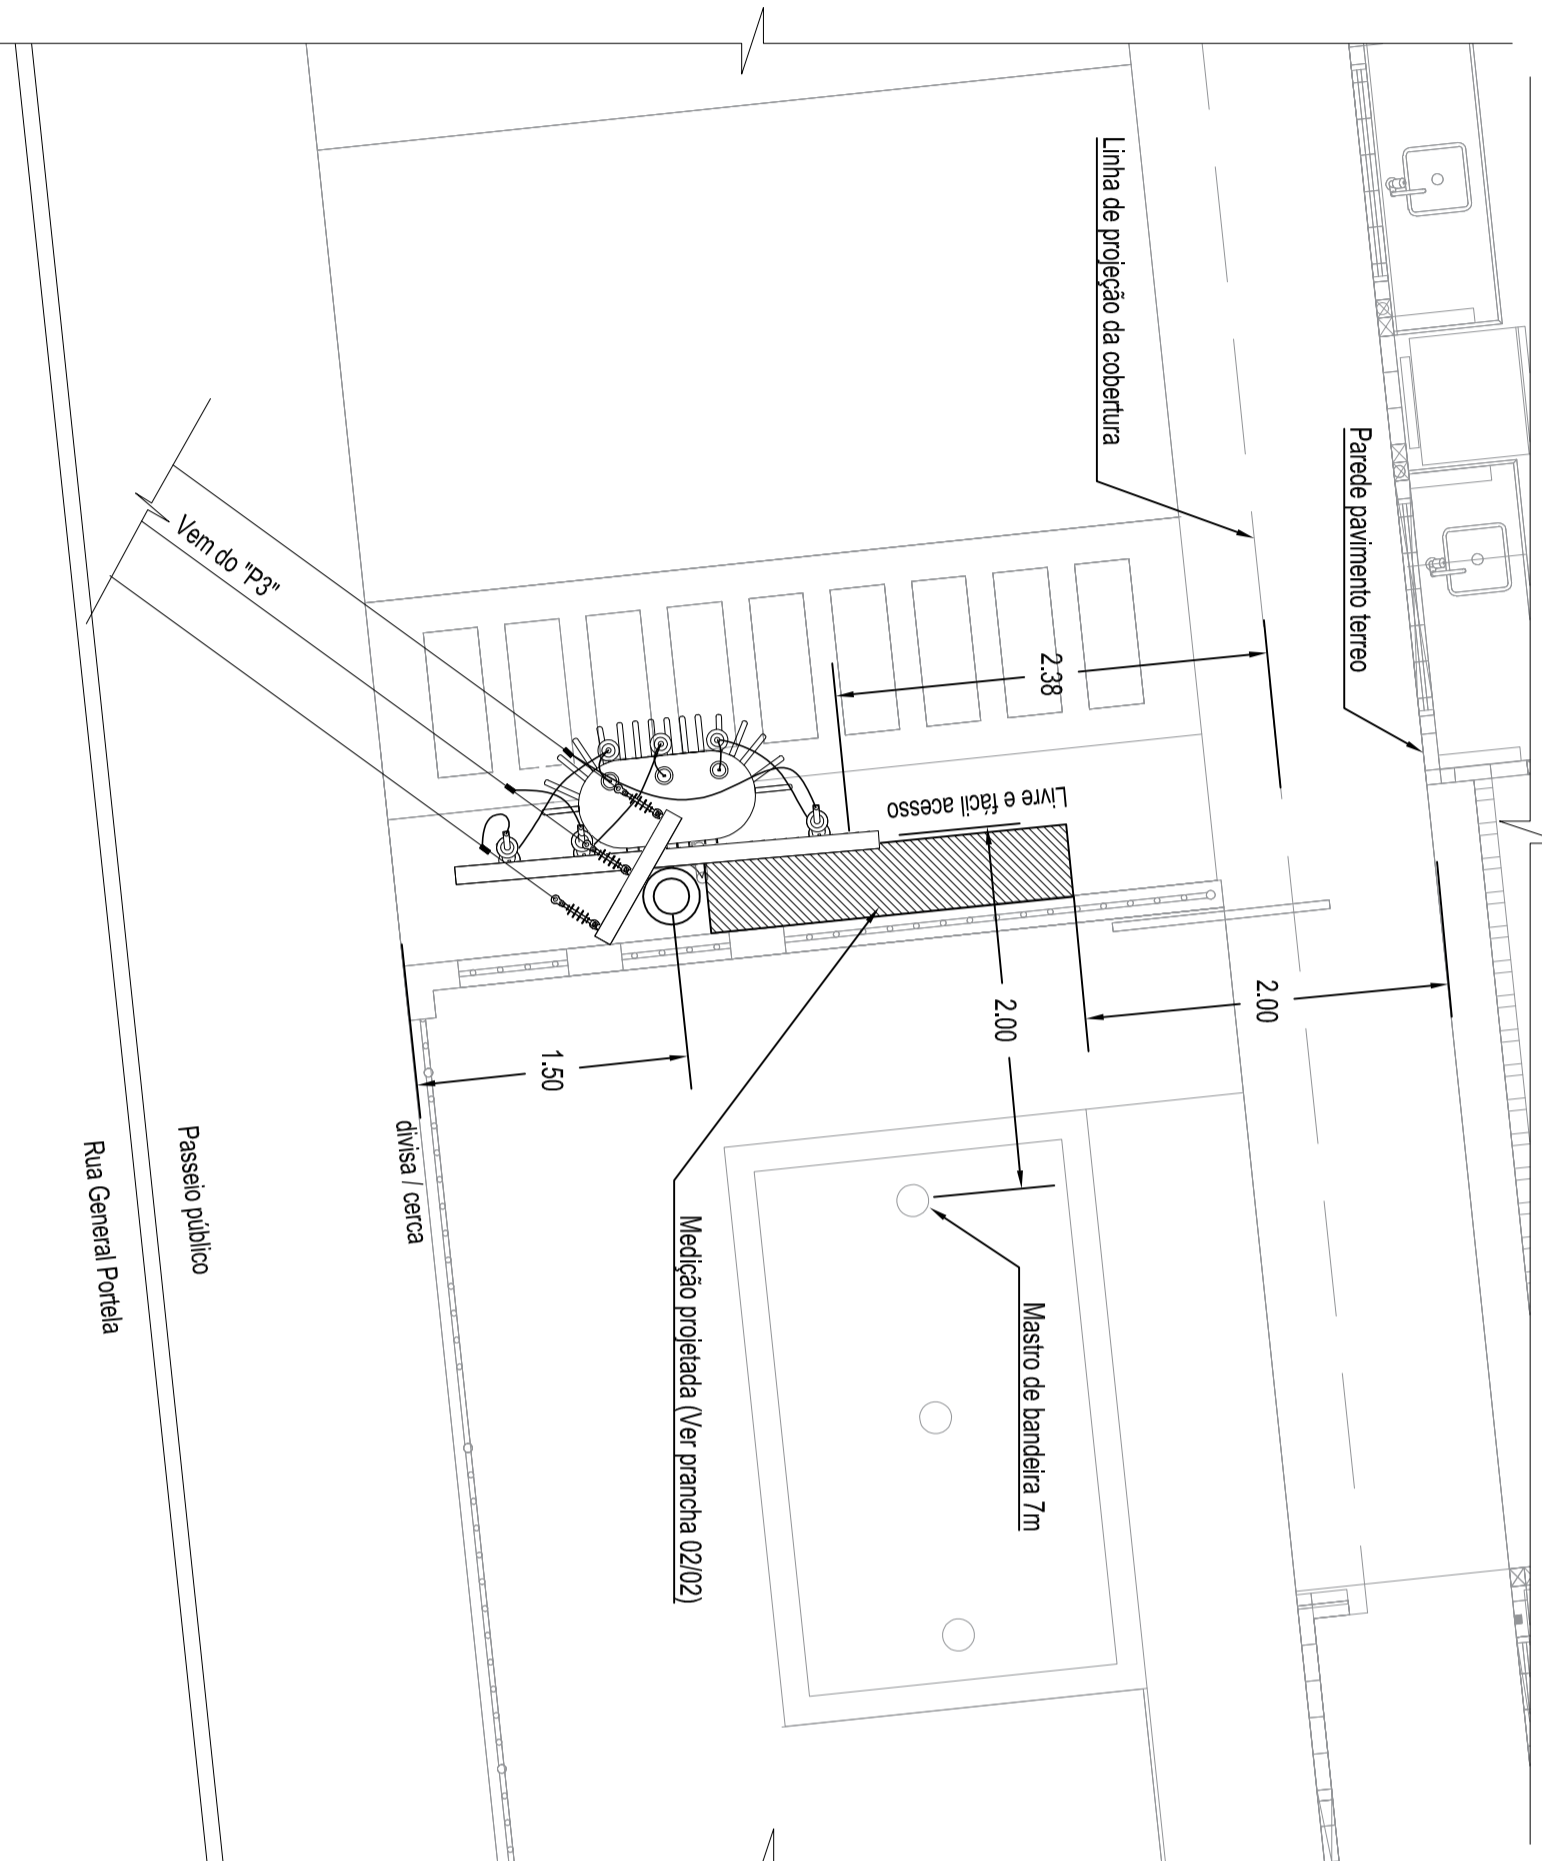 Parede pavimento terreo
Linha de projeção da cobertura
Vem do "P3"
2.38
Livre e fácil acesso
2.00
2.00
1.50
Mastro de bandeira 7m
Medição projetada (Ver prancha 02/02)
divisa / cerca
Passeio público
Rua General Portela